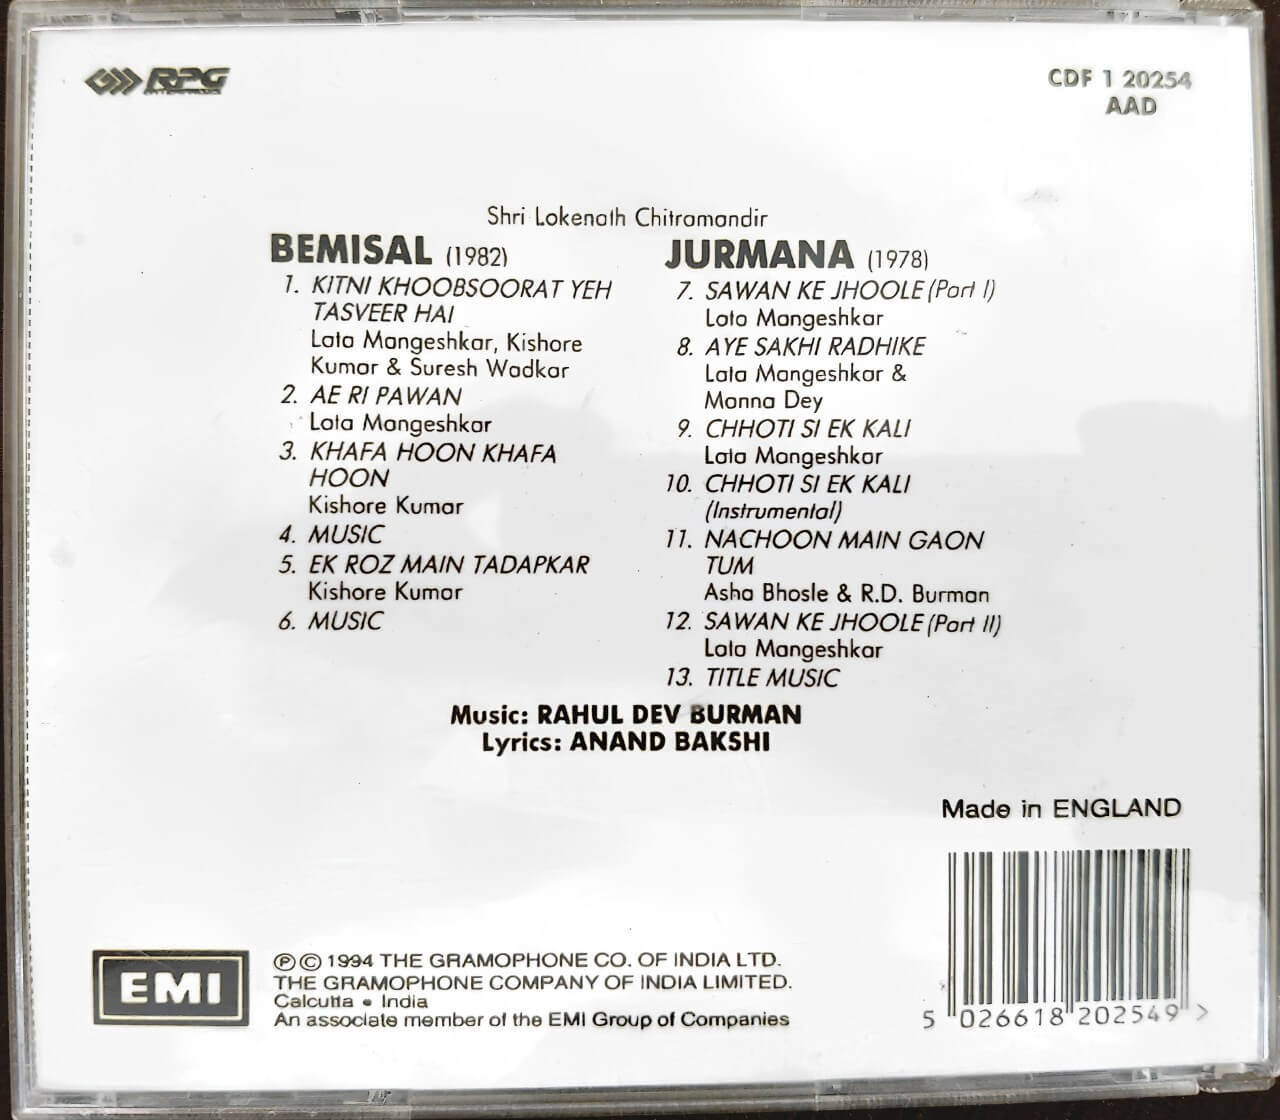 RPG
ENTERPRISES
CDF 1 20254
AAD
Shri Lokenath Chitramandir
BEMISAL (1982)
1. KITNI KHOOBSOORAT YEH
TASVEER HAI
Lata Mangeshkar, Kishore
Kumar & Suresh Wadkar
2. AE RI PAWAN
Lata Mangeshkar
3. KHAFA HOON KHAFA
HOON
Kishore Kumar
4. MUSIC
5. EK ROZ MAIN TADAPKAR
Kishore Kumar
6. MUSIC
JURMANA (1978)
7. SAWAN KE JHOOLE (Part I)
Lata Mangeshkar
8. AYE SAKHI RADHIKE
Lata Mangeshkar &
Manna Dey
9. CHHOTI SI EK KALI
Lata Mangeshkar
10. CHHOTI SI EK KALI
(Instrumental)
11. NACHOON MAIN GAON
TUM
Asha Bhosle & R.D. Burman
12. SAWAN KE JHOOLE (Part II)
Lata Mangeshkar
13. TITLE MUSIC
Music: RAHUL DEV BURMAN
Lyrics: ANAND BAKSHI
Made in ENGLAND
EMI
℗ © 1994 THE GRAMOPHONE CO. OF INDIA LTD.
THE GRAMOPHONE COMPANY OF INDIA LIMITED.
Calcutta • India
An associate member of the EMI Group of Companies
5 026618 202549 >